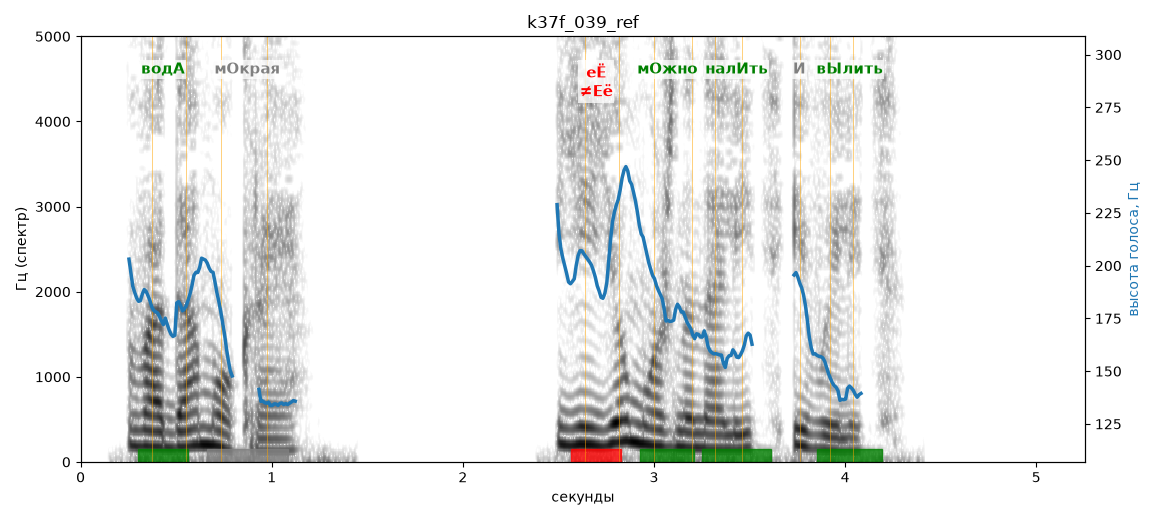 k37f_039_ref
5000
4000
3000
2000
1000
0
Гц (спектр)
водА
мОкрая
еЁ
≠Её
мОжно
налИть
И
вЫлить
300
275
250
225
200
175
150
125
высота голоса, Гц
0
1
2
3
4
5
секунды